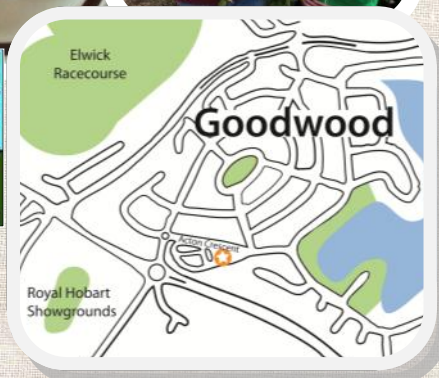 Elwick
Racecourse
Goodwood
Acton Crescent
Royal Hobart
Showgrounds